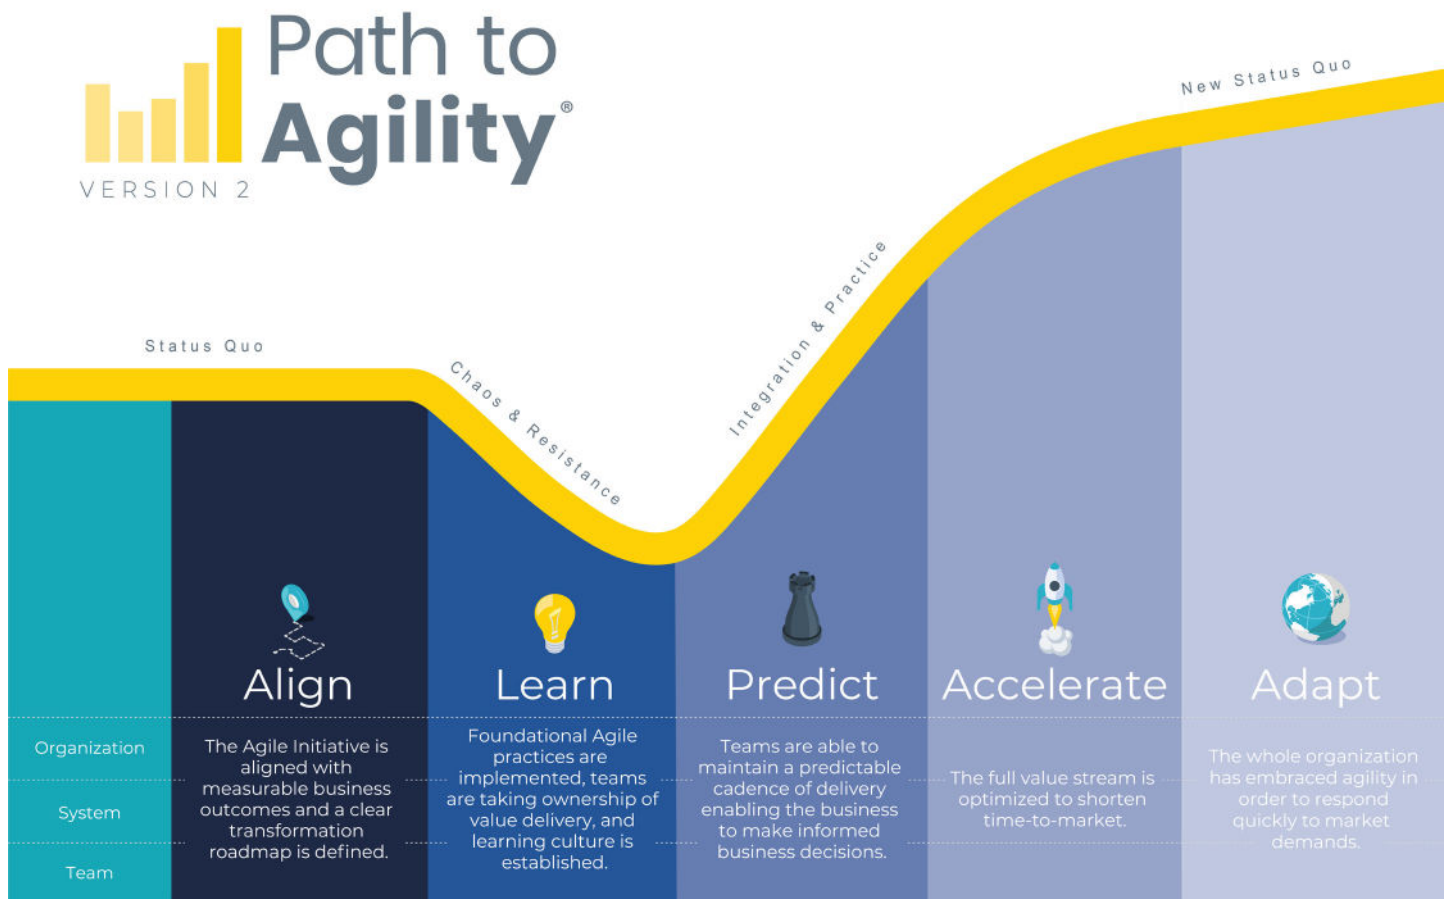 Path to
Agility®
VERSION 2
Status Quo
Chaos & Resistance
Integration & Practice
New Status Quo
Align
Learn
Predict
Accelerate
Adapt
Organization
System
Team
The Agile Initiative is
aligned with
measurable business
outcomes and a clear
transformation
roadmap is defined.
Foundational Agile
practices are
implemented, teams
are taking ownership of
value delivery, and
learning culture is
established.
Teams are able to
maintain a predictable
cadence of delivery
enabling the business
to make informed
business decisions.
The full value stream is
optimized to shorten
time-to-market.
The whole organization
has embraced agility in
order to respond
quickly to market
demands.